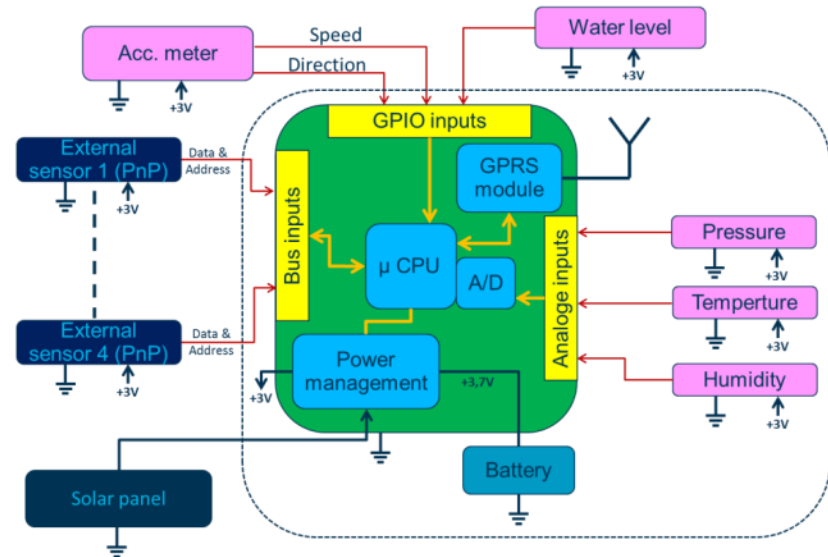 Acc. meter
Speed
Direction
Water level
+3V
+3V
GPIO inputs
External
sensor 1 (PnP)
Data &
Address
+3V
GPRS
module
Bus inputs
µ CPU
A/D
Analoge inputs
Pressure
+3V
Temperture
+3V
Humidity
+3V
External
sensor 4 (PnP)
Data &
Address
+3V
Power
management
+3V
+3,7V
Battery
Solar panel